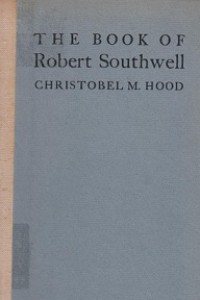 THE BOOK OF
Robert Southwell
CHRISTOBEL M. HOOD